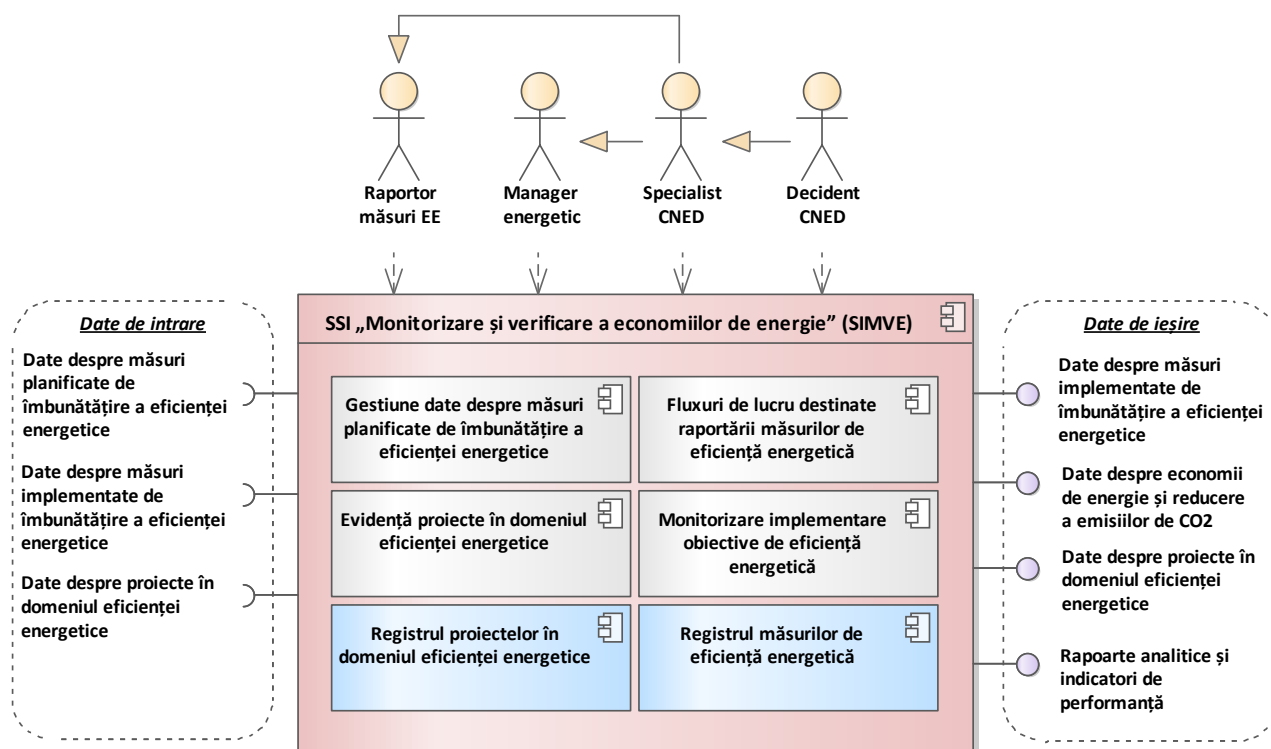 Raportor
măsuri EE
Manager
energetic
Specialist
CNED
Decident
CNED
Date de intrare
Date despre măsuri
planificate de
îmbunătățire a eficienței
energetice
Date despre măsuri
implementate de
îmbunătățire a eficienței
energetice
Date despre proiecte în
domeniul eficienței
energetice
SSI „Monitorizare și verificare a economiilor de energie” (SIMVE)
Gestiune date despre măsuri
planificate de îmbunătățire a
eficienței energetice
Fluxuri de lucru destinate
raportării măsurilor de
eficiență energetică
Evidență proiecte în domeniul
eficienței energetice
Monitorizare implementare
obiective de eficiență
energetică
Registrul proiectelor în
domeniul eficienței energetice
Registrul măsurilor de
eficiență energetică
Date de ieșire
Date despre măsuri
implementate de
îmbunătățire a eficienței
energetice
Date despre economii
de energie și reducere
a emisiilor de CO2
Date despre proiecte în
domeniul eficienței
energetice
Rapoarte analitice și
indicatori de
performanță